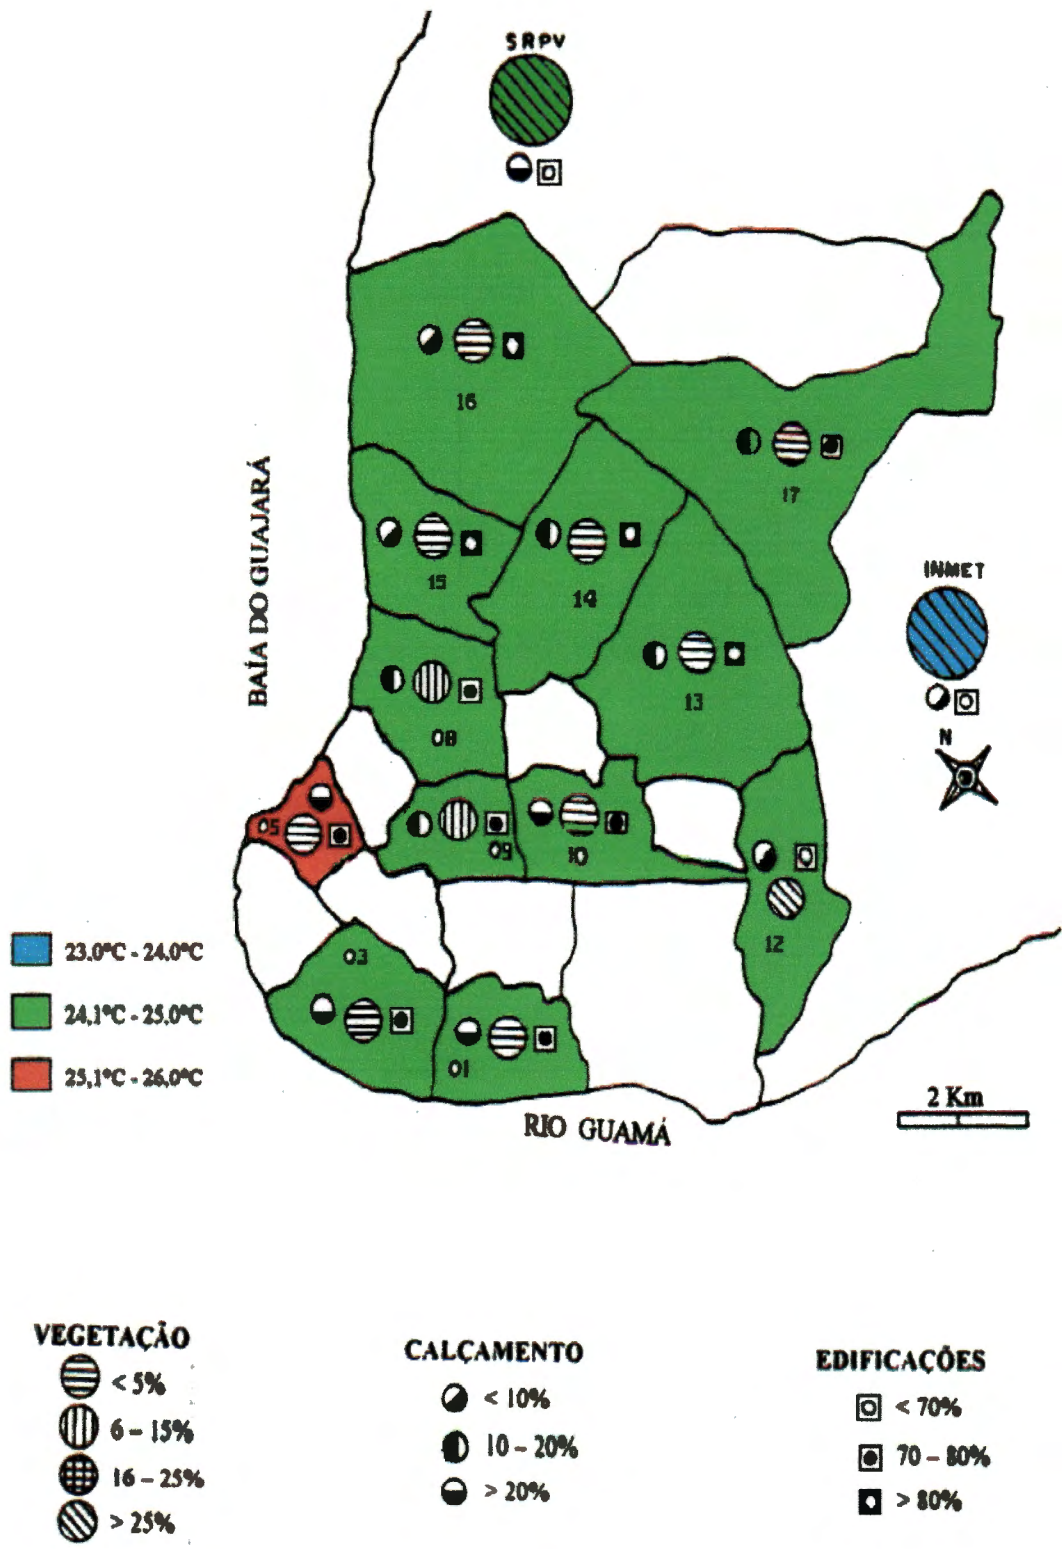 SRPV
16
17
BAÍA DO GUAJARÁ
15
14
INMET
13
08
N
05
09
10
12
03
23.0°C - 24.0°C
24,1°C - 25.0°C
25,1°C - 26,0°C
01
2 Km
RIO GUAMÁ
VEGETAÇÃO
< 5%
6 – 15%
16 – 25%
> 25%
CALÇAMENTO
< 10%
10 – 20%
> 20%
EDIFICAÇÕES
< 70%
70 – 80%
> 80%